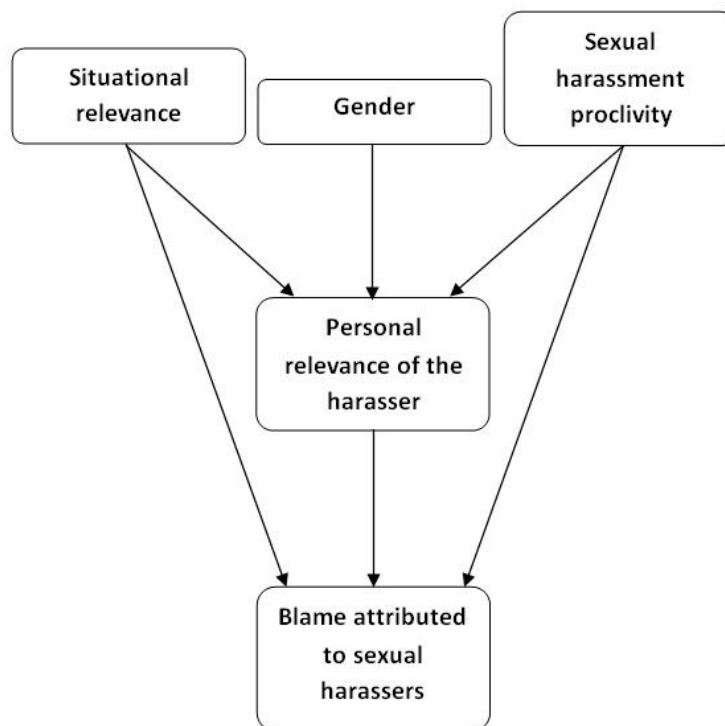 Situational
relevance
Gender
Sexual
harassment
proclivity
Personal
relevance of the
harasser
Blame attributed
to sexual
harassers